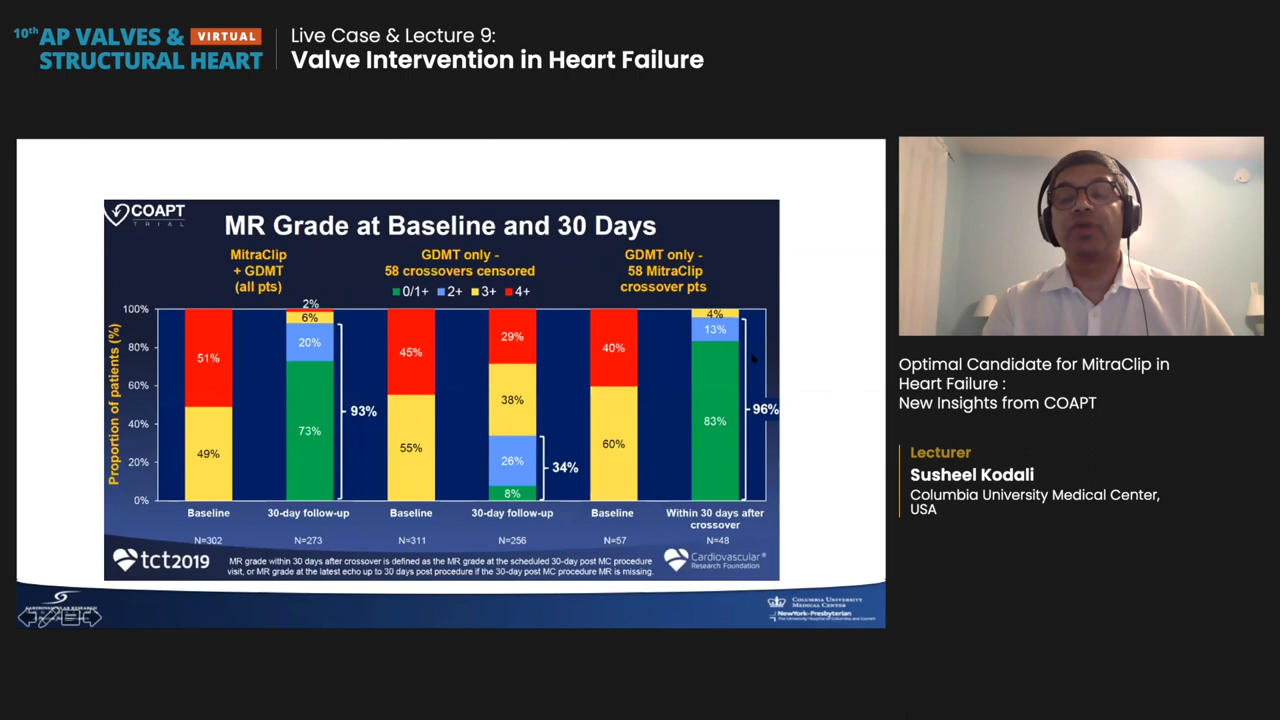 10th AP VALVES & VIRTUAL
STRUCTURAL HEART
Live Case & Lecture 9:
Valve Intervention in Heart Failure
COAPT
TRIAL
MR Grade at Baseline and 30 Days
MitraClip
+ GDMT
(all pts)
GDMT only -
58 crossovers censored
GDMT only -
58 MitraClip
crossover pts
0/1+ 2+ 3+ 4+
Proportion of patients (%)
100%
80%
60%
40%
20%
0%
51%
49%
2%
6%
20%
73%
93%
45%
55%
29%
38%
26%
8%
34%
40%
60%
4%
13%
83%
96%
Baseline
30-day follow-up
Baseline
30-day follow-up
Baseline
Within 30 days after
crossover
N=302
N=273
N=311
N=256
N=57
N=48
tct2019
MR grade within 30 days after crossover is defined as the MR grade at the scheduled 30-day post MC procedure
visit, or MR grade at the latest echo up to 30 days post procedure if the 30-day post MC procedure MR is missing.
Cardiovascular®
Research Foundation
COLUMBIA UNIVERSITY
MEDICAL CENTER
NewYork-Presbyterian
Optimal Candidate for MitraClip in
Heart Failure :
New Insights from COAPT
Lecturer
Susheel Kodali
Columbia University Medical Center,
USA